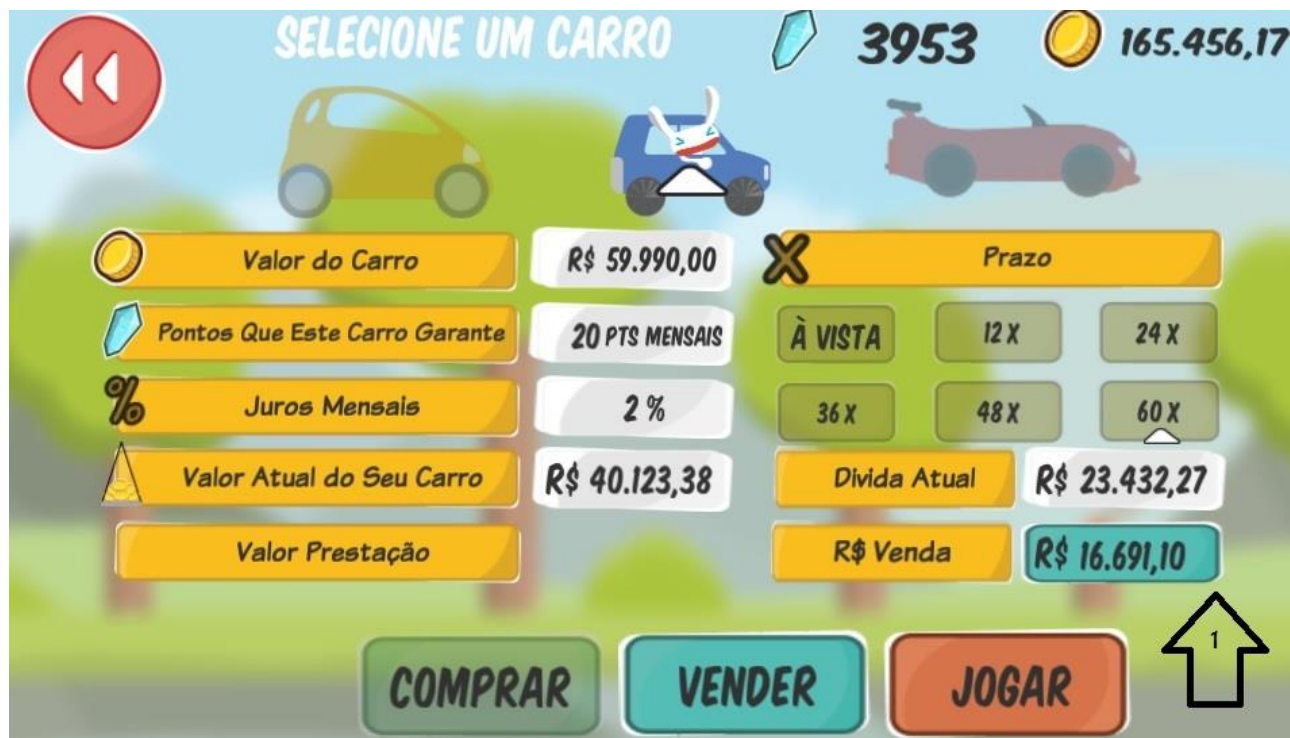 SELECIONE UM CARRO
3953
165.456,17
Valor do Carro
R$ 59.990,00
Prazo
Pontos Que Este Carro Garante
20 PTS MENSAIS
À VISTA
12 X
24 X
Juros Mensais
2 %
36 X
48 X
60 X
Valor Atual do Seu Carro
R$ 40.123,38
Divida Atual
R$ 23.432,27
Valor Prestação
R$ Venda
R$ 16.691,10
1
COMPRAR
VENDER
JOGAR